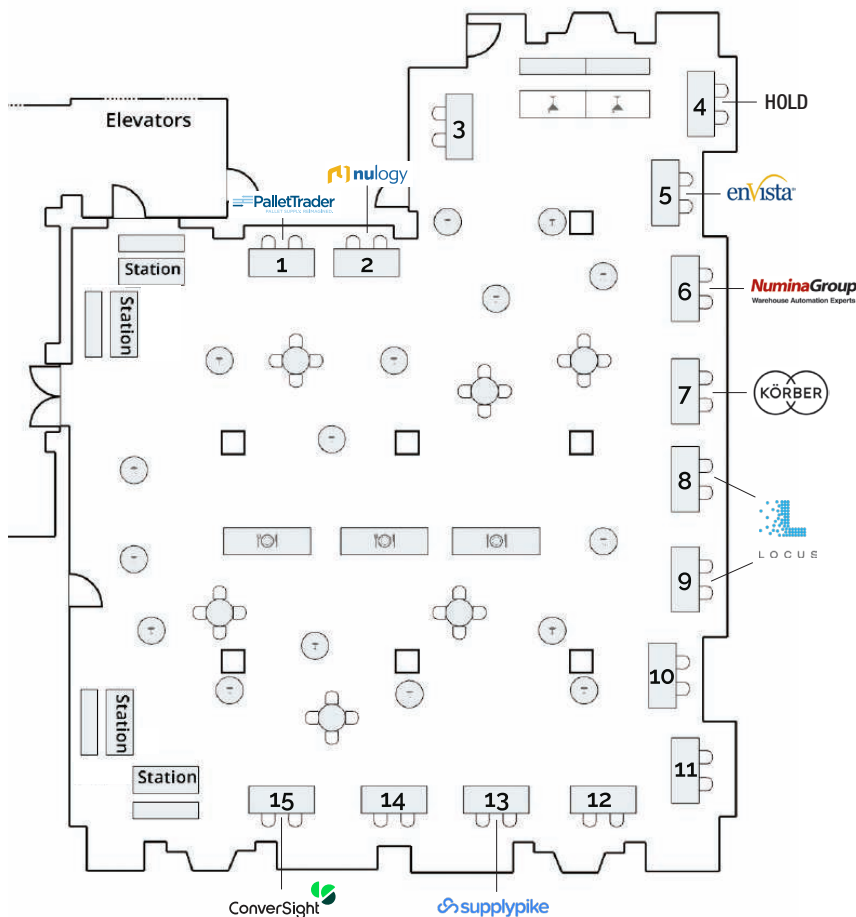 4
HOLD
3
Elevators
nulogy
5
enVista
PalletTrader
PALLET SUPPLY REIMAGINED
1
2
Station
6
NuminaGroup
Warehouse Automation Experts
Station
7
KÖRBER
8
LOCUS
9
10
Station
11
Station
15
14
13
12
ConverSight
supplypike